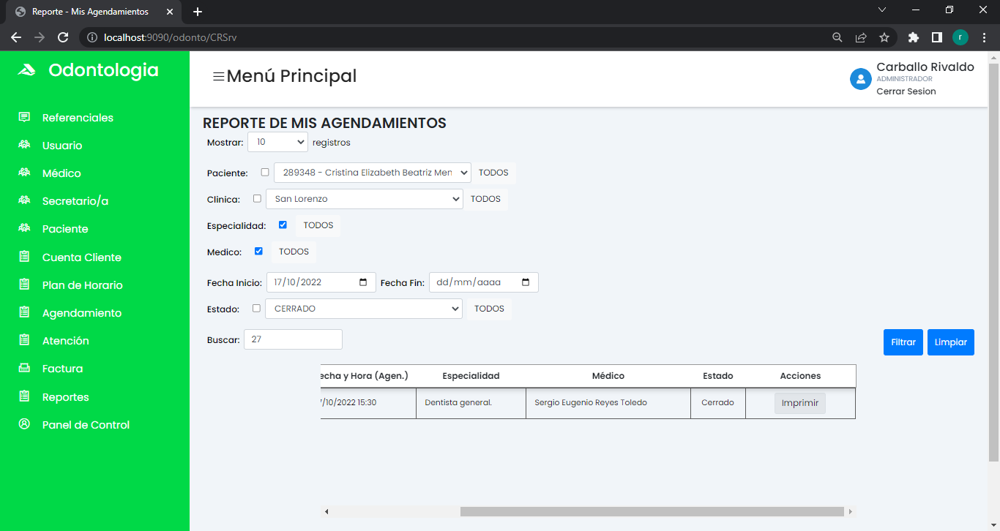 Reporte - Mis Agendamientos
localhost:9090/odonto/CRSrv
r
Odontologia
Menú Principal
Carballo Rivaldo
ADMINISTRADOR
Cerrar Sesion
Referenciales
Usuario
Médico
Secretario/a
Paciente
Cuenta Cliente
Plan de Horario
Agendamiento
Atención
Factura
Reportes
Panel de Control
REPORTE DE MIS AGENDAMIENTOS
Mostrar: 10 registros
Paciente: 289348 - Cristina Elizabeth Beatriz Men TODOS
Clinica: San Lorenzo TODOS
Especialidad: TODOS
Medico: TODOS
Fecha Inicio: 17/10/2022 Fecha Fin: dd/mm/aaaa
Estado: CERRADO TODOS
Buscar: 27
Filtrar Limpiar
echa y Hora (Agen.) Especialidad Médico Estado Acciones
7/10/2022 15:30 Dentista general. Sergio Eugenio Reyes Toledo Cerrado Imprimir